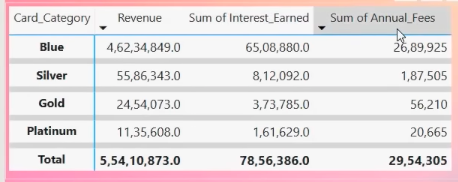 Card_Category Revenue Sum of Interest_Earned Sum of Annual_Fees
Blue 4,62,34,849.0 65,08,880.0 26,89,925
Silver 55,86,343.0 8,12,092.0 1,87,505
Gold 24,54,073.0 3,73,785.0 56,210
Platinum 11,35,608.0 1,61,629.0 20,665
Total 5,54,10,873.0 78,56,386.0 29,54,305